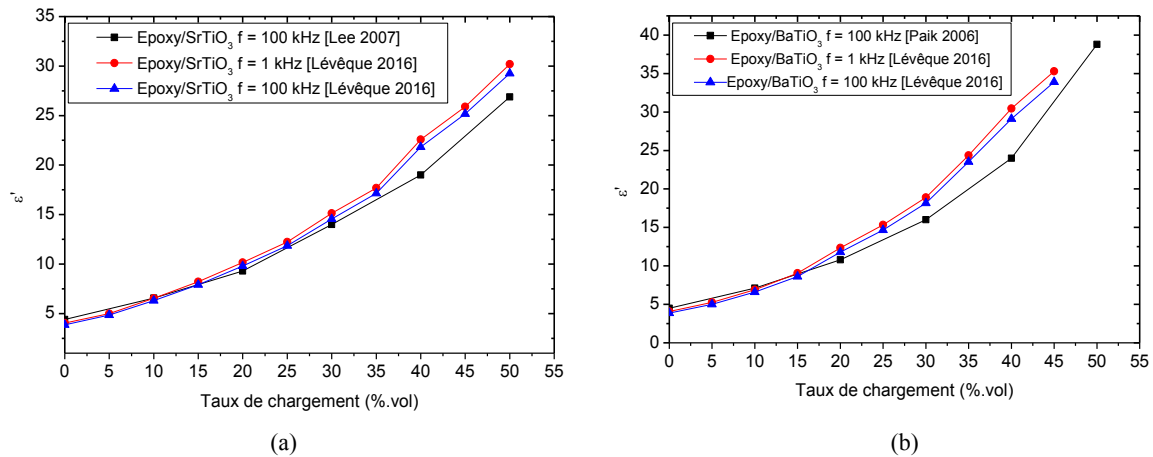 Epoxy/SrTiO₃ f = 100 kHz [Lee 2007]
Epoxy/SrTiO₃ f = 1 kHz [Lévêque 2016]
Epoxy/SrTiO₃ f = 100 kHz [Lévêque 2016]
35
30
25
20
15
10
5
ε'
0 5 10 15 20 25 30 35 40 45 50 55
Taux de chargement (%.vol)
(a)
Epoxy/BaTiO₃ f = 100 kHz [Paik 2006]
Epoxy/BaTiO₃ f = 1 kHz [Lévêque 2016]
Epoxy/BaTiO₃ f = 100 kHz [Lévêque 2016]
40
35
30
25
20
15
10
5
0
ε'
0 5 10 15 20 25 30 35 40 45 50 55
Taux de chargement (%.vol)
(b)